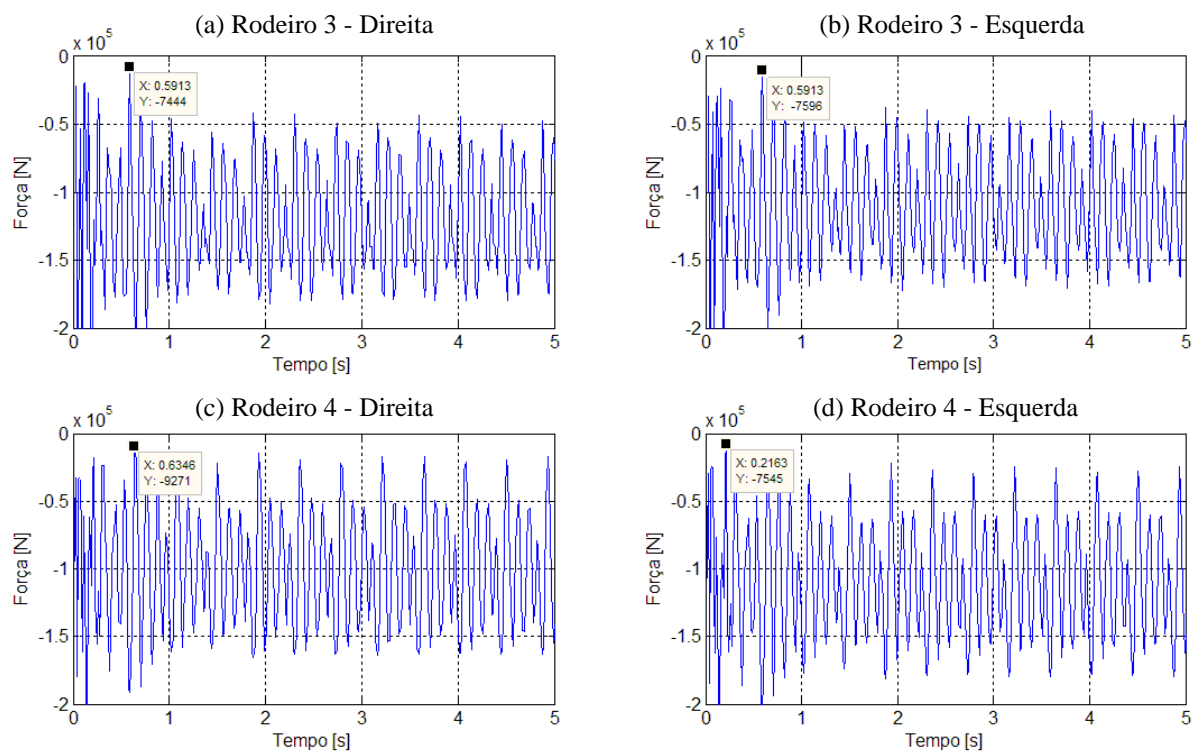 (a) Rodeiro 3 - Direita
x 10^5
0
-0.5
-1
-1.5
-2
0 1 2 3 4 5
Força [N]
Tempo [s]
X: 0.5913
Y: -7444
(b) Rodeiro 3 - Esquerda
x 10^5
0
-0.5
-1
-1.5
-2
0 1 2 3 4 5
Força [N]
Tempo [s]
X: 0.5913
Y: -7596
(c) Rodeiro 4 - Direita
x 10^5
0
-0.5
-1
-1.5
-2
0 1 2 3 4 5
Força [N]
Tempo [s]
X: 0.6346
Y: -9271
(d) Rodeiro 4 - Esquerda
x 10^5
0
-0.5
-1
-1.5
-2
0 1 2 3 4 5
Força [N]
Tempo [s]
X: 0.2163
Y: -7545